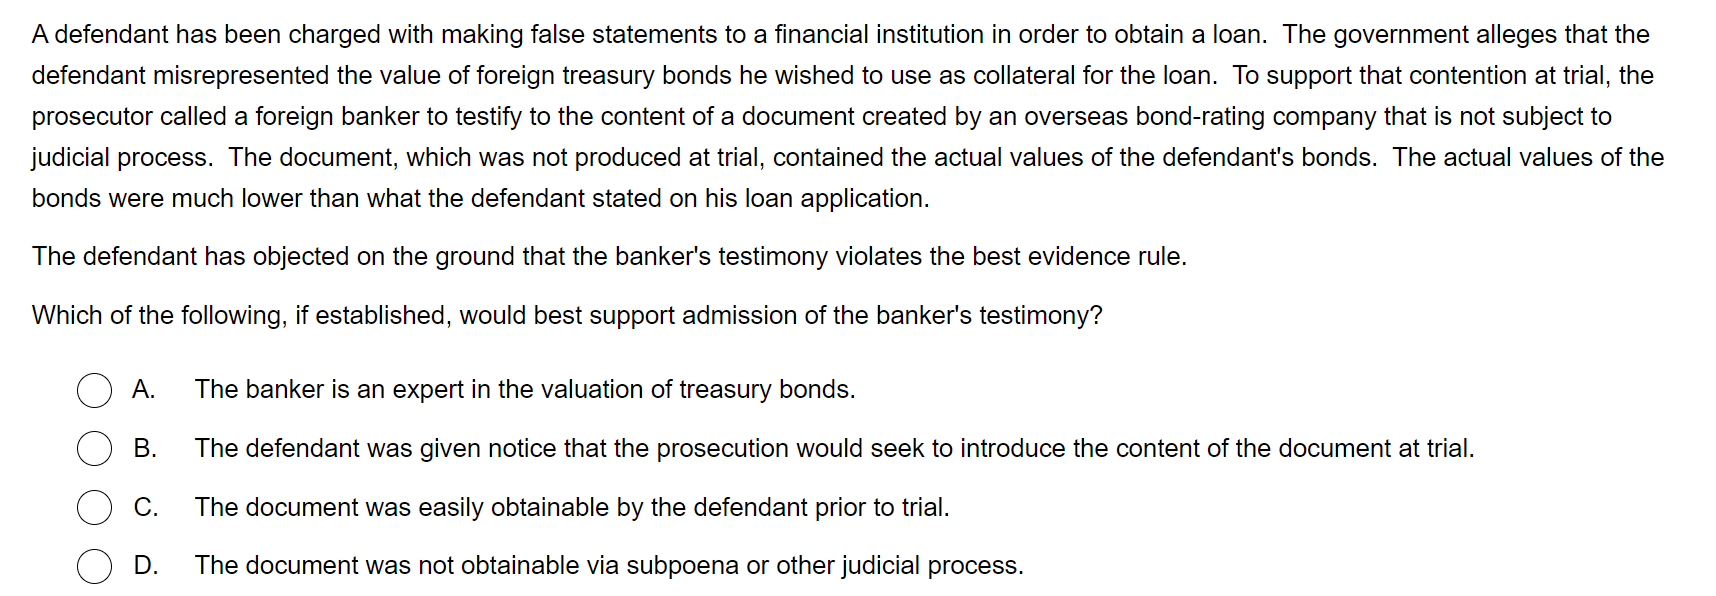 A defendant has been charged with making false statements to a financial institution in order to obtain a loan.  The government alleges that the
defendant misrepresented the value of foreign treasury bonds he wished to use as collateral for the loan.  To support that contention at trial, the
prosecutor called a foreign banker to testify to the content of a document created by an overseas bond-rating company that is not subject to
judicial process.  The document, which was not produced at trial, contained the actual values of the defendant's bonds.  The actual values of the
bonds were much lower than what the defendant stated on his loan application.
The defendant has objected on the ground that the banker's testimony violates the best evidence rule.
Which of the following, if established, would best support admission of the banker's testimony?
A. The banker is an expert in the valuation of treasury bonds.
B. The defendant was given notice that the prosecution would seek to introduce the content of the document at trial.
C. The document was easily obtainable by the defendant prior to trial.
D. The document was not obtainable via subpoena or other judicial process.